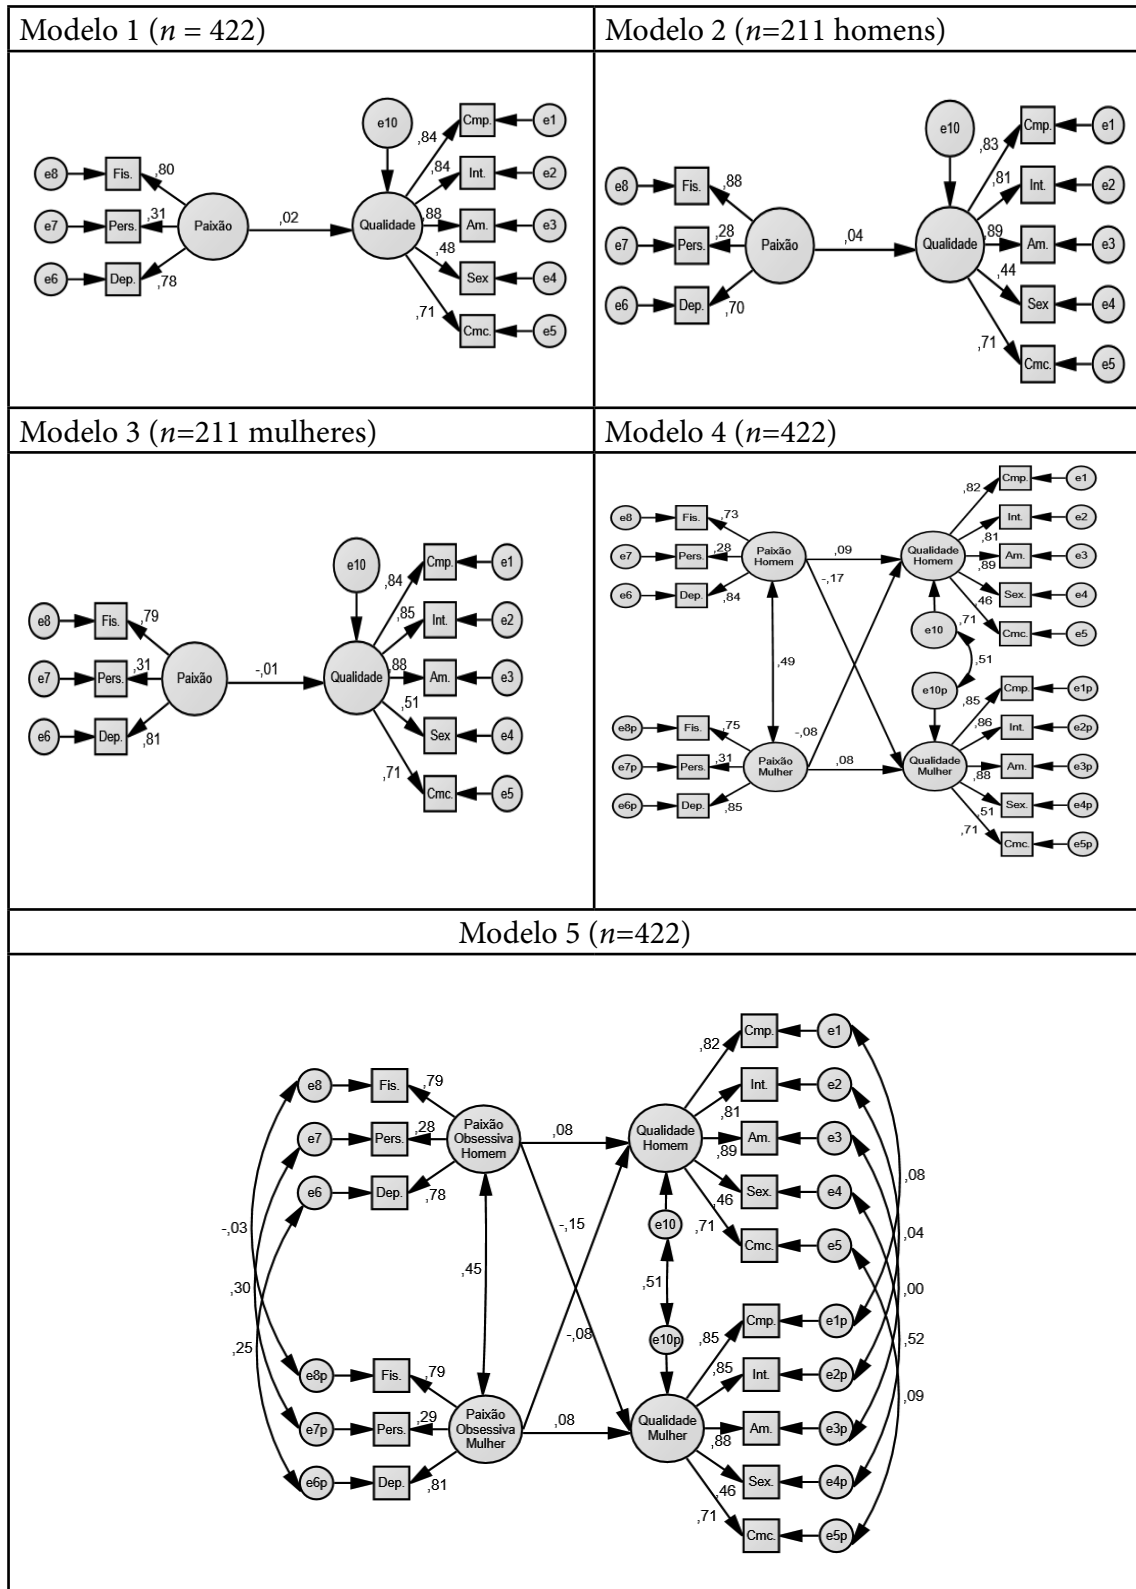 Modelo 1 (n = 422)
Modelo 2 (n=211 homens)
e10
Cmp.
e1
,84
e8
Fis.
,80
,84
Int.
e2
e7
Pers.
,31
Paixão
,02
Qualidade
,88
Am.
e3
e6
Dep.
,78
,48
Sex
e4
,71
Cmc.
e5
e10
Cmp.
e1
,83
e8
Fis.
,88
,81
Int.
e2
e7
Pers.
,28
Paixão
,04
Qualidade
,89
Am.
e3
e6
Dep.
,70
,44
Sex
e4
,71
Cmc.
e5
Modelo 3 (n=211 mulheres)
Modelo 4 (n=422)
e10
Cmp.
e1
,84
e8
Fis.
,79
,85
Int.
e2
e7
Pers.
,31
Paixão
-,01
Qualidade
,88
Am.
e3
e6
Dep.
,81
,51
Sex
e4
,71
Cmc.
e5
Cmp.
e1
,82
e8
Fis.
,73
Int.
e2
,81
e7
Pers.
,28
Paixão
Homem
,09
Qualidade
Homem
Am.
e3
,89
-,17
e6
Dep.
,84
Sex.
e4
,46
e10
,71
Cmc.
e5
,49
,51
e10p
Cmp.
e1p
,85
e8p
Fis.
,75
-,08
,86
Int.
e2p
e7p
Pers.
,31
Paixão
Mulher
,08
Qualidade
Mulher
Am.
e3p
,88
e6p
Dep.
,85
Sex.
e4p
,51
,71
Cmc.
e5p
Modelo 5 (n=422)
Cmp.
e1
,82
e8
Fis.
,79
Int.
e2
,81
e7
Pers.
,28
Paixão
Obsessiva
Homem
,08
Qualidade
Homem
Am.
e3
,89
e6
Dep.
,78
Sex.
e4
,46
,08
-,03
-,15
e10
,71
Cmc.
e5
,04
,45
,30
,51
,00
,25
-,08
e10p
,85
Cmp.
e1p
,52
e8p
Fis.
,79
,85
Int.
e2p
,09
e7p
Pers.
,29
Paixão
Obsessiva
Mulher
,08
Qualidade
Mulher
Am.
e3p
,88
e6p
Dep.
,81
Sex.
e4p
,46
,71
Cmc.
e5p